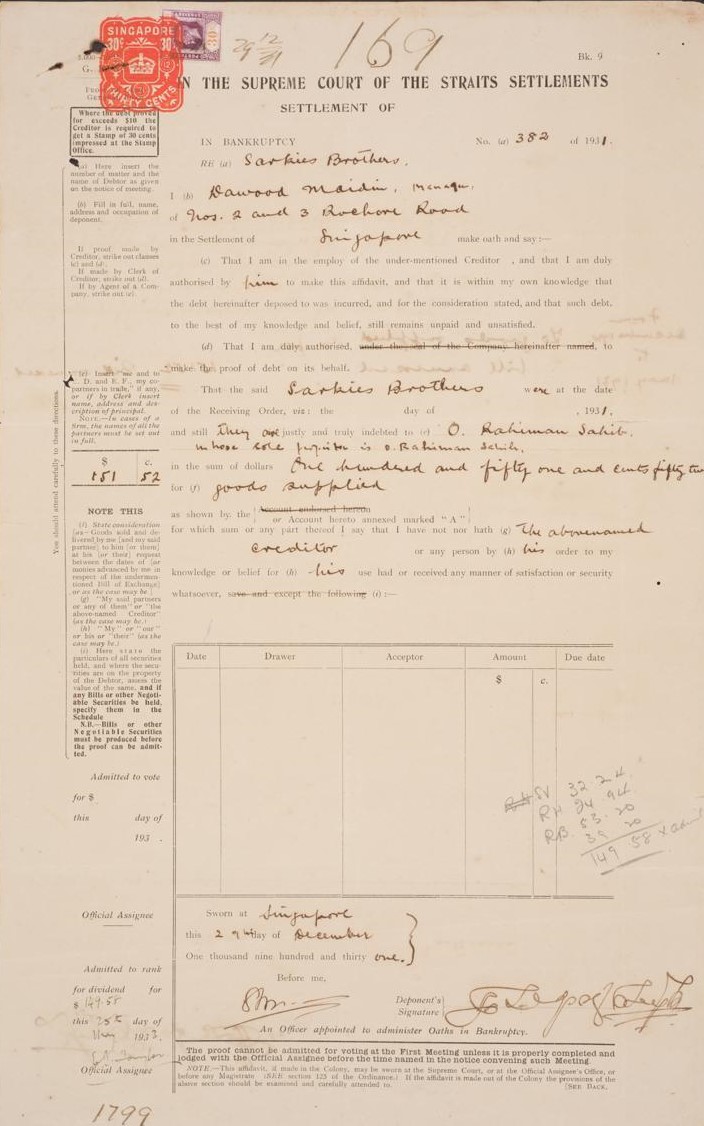 SINGAPORE
30c 30c
THIRTY CENTS
29/12/31
169
Bk. 9
IN THE SUPREME COURT OF THE STRAITS SETTLEMENTS
SETTLEMENT OF
Where the debt proved for exceeds $10 the Creditor is required to get a Stamp of 30 cents impressed at the Stamp Office.
IN BANKRUPTCY No. (a) 382 of 1931.
RE (a) Sarkies Brothers.
(a) Here insert the number of matter and the name of Debtor as given on the notice of meeting.
I (b) Dawood Maidin, Manager,
(b) Fill in full, name, address and occupation of deponent.
of Nos. 2 and 3 Rochore Road
in the Settlement of Singapore make oath and say:—
If proof made by Creditor, strike out clauses (c) and (d).
If made by Clerk of Creditor, strike out (d).
If by Agent of a Company, strike out (c).
(c) That I am in the employ of the under-mentioned Creditor , and that I am duly
authorised by him to make this affidavit, and that it is within my own knowledge that
the debt hereinafter deposed to was incurred, and for the consideration stated, and that such debt,
to the best of my knowledge and belief, still remains unpaid and unsatisfied.
(d) That I am duly authorised, under the seal of the Company hereinafter named, to
make the proof of debt on its behalf.
You should attend carefully to these directions.
(e) Insert me and to C. D. and E. F., my co-partners in trade," if any, or if by Clerk insert name, address and description of principal.
NOTE.—In cases of a firm, the names of all the partners must be set out in full.
That the said Sarkies Brothers were at the date
of the Receiving Order, viz: the day of , 1931.
and still they are justly and truly indebted to (e) O. Rahiman Sahib.
whose sole proprietor is O. Rahiman Sahib.
$ c.
151 52
in the sum of dollars One hundred and fifty one and cents fifty two
for (f) goods supplied
as shown by the Account endorsed hereon
or Account hereto annexed marked "A"
for which sum or any part thereof I say that I have not nor hath (g) The abovenamed
creditor or any person by (h) his order to my
knowledge or belief for (h) his use had or received any manner of satisfaction or security
whatsoever, save and except the following (i) :—
NOTE THIS
(f) State consideration (as—Goods sold and delivered by me [and my said partner] to him [or them] at his (or their) request between the dates of [or monies advanced by me in respect of the undermentioned Bill of Exchange] or as the case may be.]
(g) "My said partners or any of them" or "the above-named Creditor" (as the case may be.)
(h) "My" or "our" or his or "their" (as the case may be.)
(i) Here state the particulars of all securities held, and where the securities are on the property of the Debtor, assess the value of the same, and if any Bills or other Negotiable Securities be held, specify them in the Schedule
N.B.—Bills or other Negotiable Securities must be produced before the proof can be admitted.
Date Drawer Acceptor Amount Due date
$ c.
32 24
RP 24 94
RB. 53. 20
39 20
149 58
Admitted to vote
for $
this day of
193 .
Official Assignee
Sworn at Singapore
this 29th day of December
One thousand nine hundred and thirty one.
Before me,
Deponent's Signature
An Officer appointed to administer Oaths in Bankruptcy.
Admitted to rank
for dividend for
$ 149.58
this 25th day of
May 1932.
Official Assignee
The proof cannot be admitted for voting at the First Meeting unless it is properly completed and
lodged with the Official Assignee before the time named in the notice convening such Meeting.
NOTE.—This affidavit, if made in the Colony, may be sworn at the Supreme Court, or at the Official Assignee's Office, or
before any Magistrate (SEE section 123 of the Ordinance.) If the affidavit is made out of the Colony the provisions of the
above section should be examined and carefully attended to.
[SEE BACK.
1799